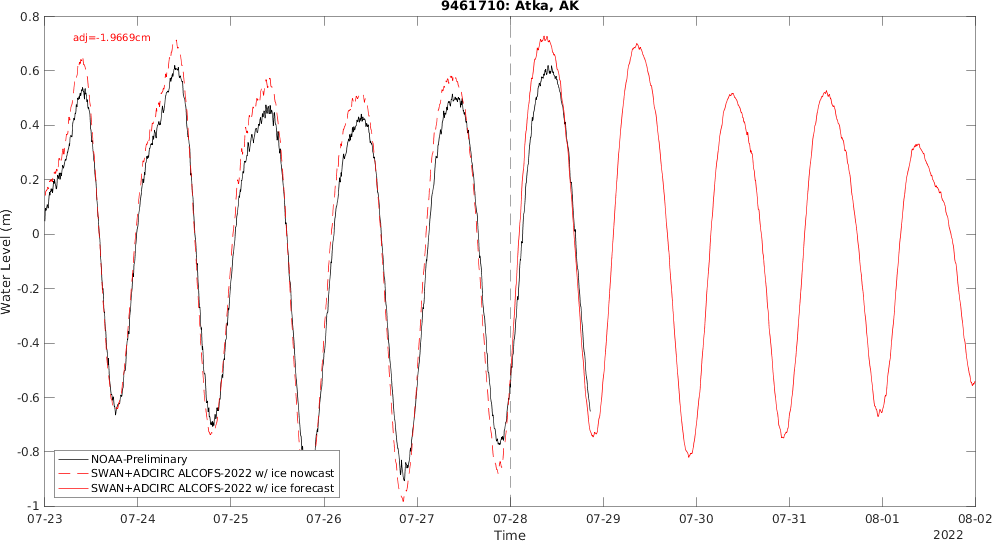 9461710: Atka, AK
adj=-1.9669cm
Water Level (m)
0.8
0.6
0.4
0.2
0
-0.2
-0.4
-0.6
-0.8
-1
NOAA-Preliminary
SWAN+ADCIRC ALCOFS-2022 w/ ice nowcast
SWAN+ADCIRC ALCOFS-2022 w/ ice forecast
07-23 07-24 07-25 07-26 07-27 07-28 07-29 07-30 07-31 08-01 08-02
Time
2022